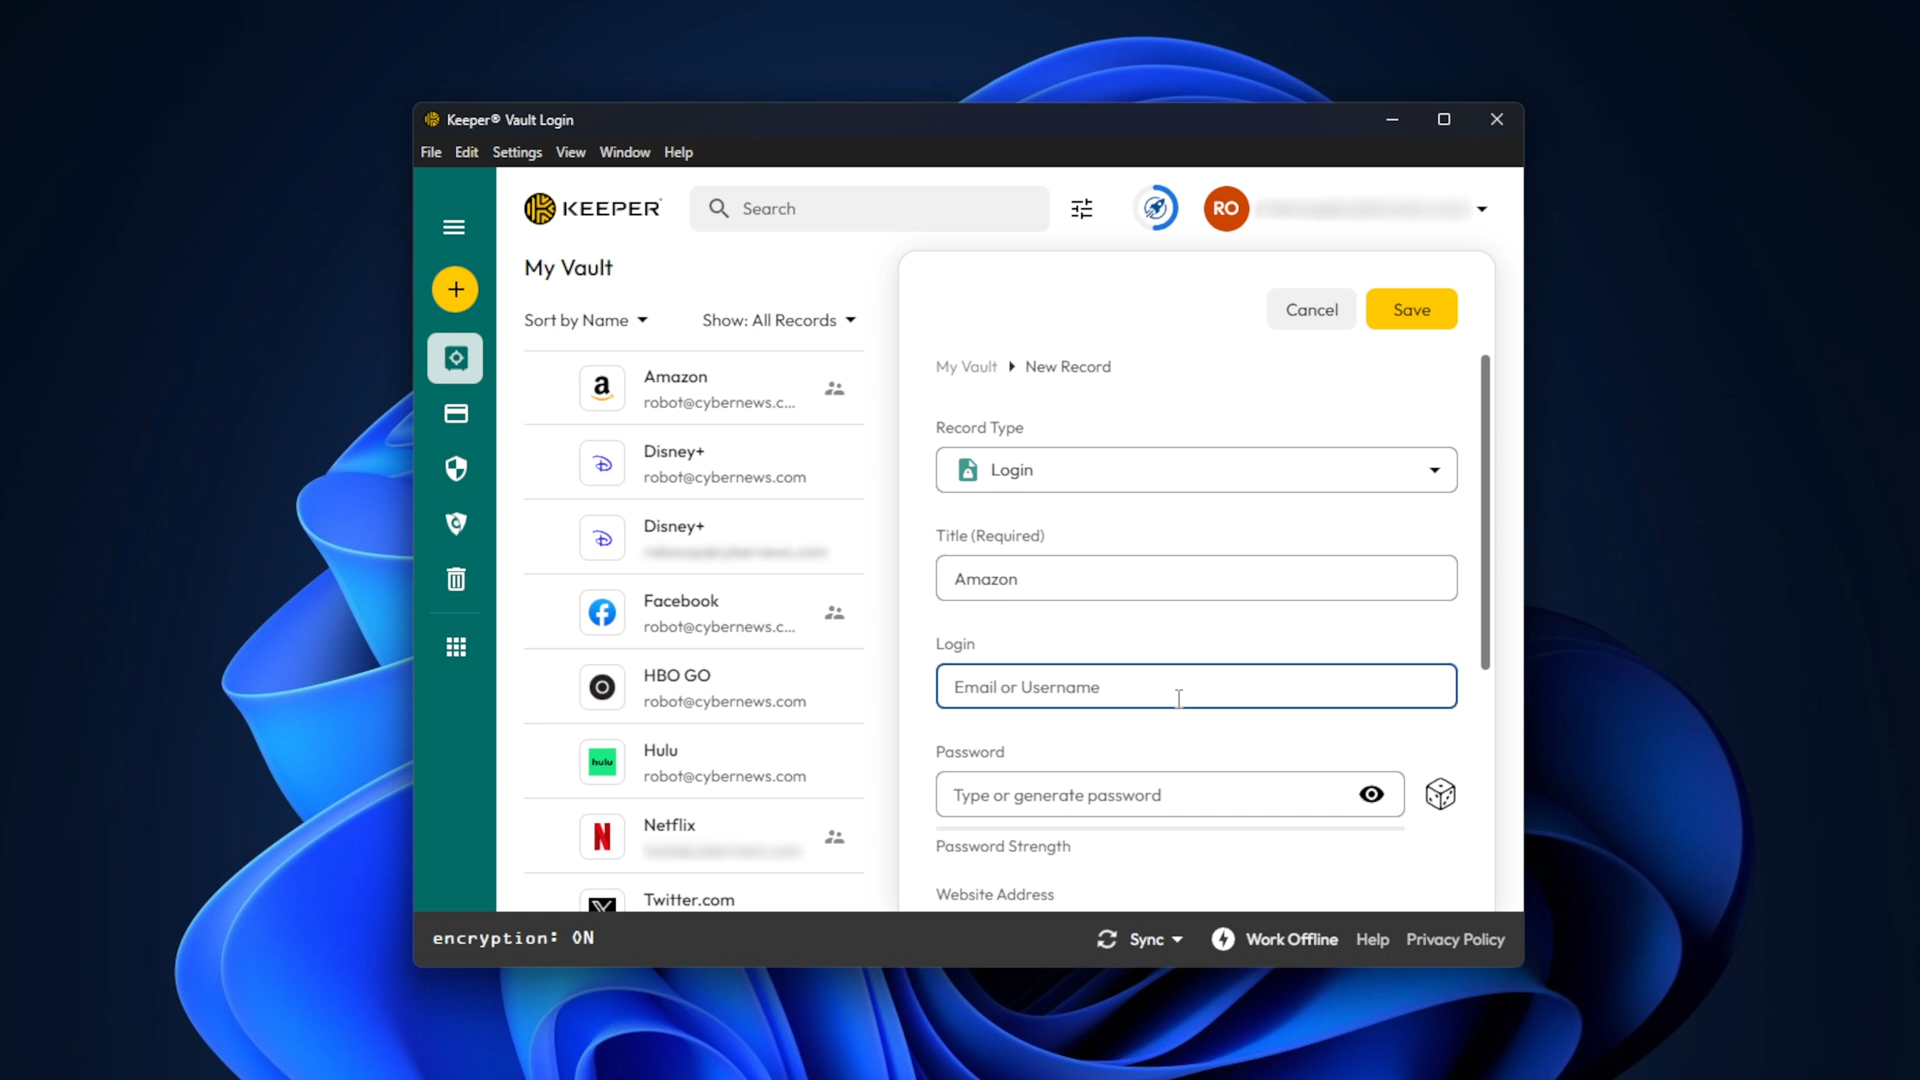 Keeper® Vault Login
File Edit Settings View Window Help
KEEPER
Search
RO
My Vault
Sort by Name
Show: All Records
Amazon
robot@cybernews.c...
Disney+
robot@cybernews.com
Disney+
Facebook
robot@cybernews.c...
HBO GO
robot@cybernews.com
hulu
Hulu
robot@cybernews.com
Netflix
Twitter.com
Cancel
Save
My Vault
New Record
Record Type
Login
Title (Required)
Amazon
Login
Email or Username
Password
Type or generate password
Password Strength
Website Address
encryption: ON
Sync
Work Offline
Help
Privacy Policy